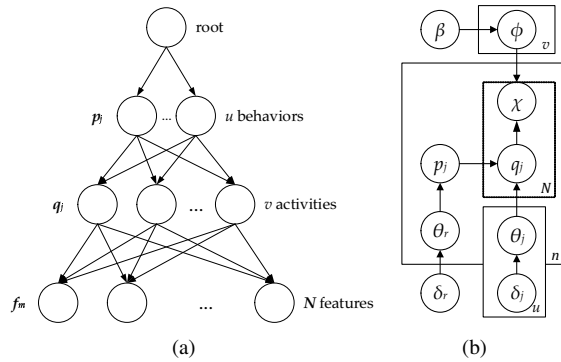 root
p_j ... u behaviors
q_j ... v activities
f_m ... N features
(a)
β ϕ v
χ
p_j q_j N
θ_r θ_j n
δ_r δ_j u
(b)